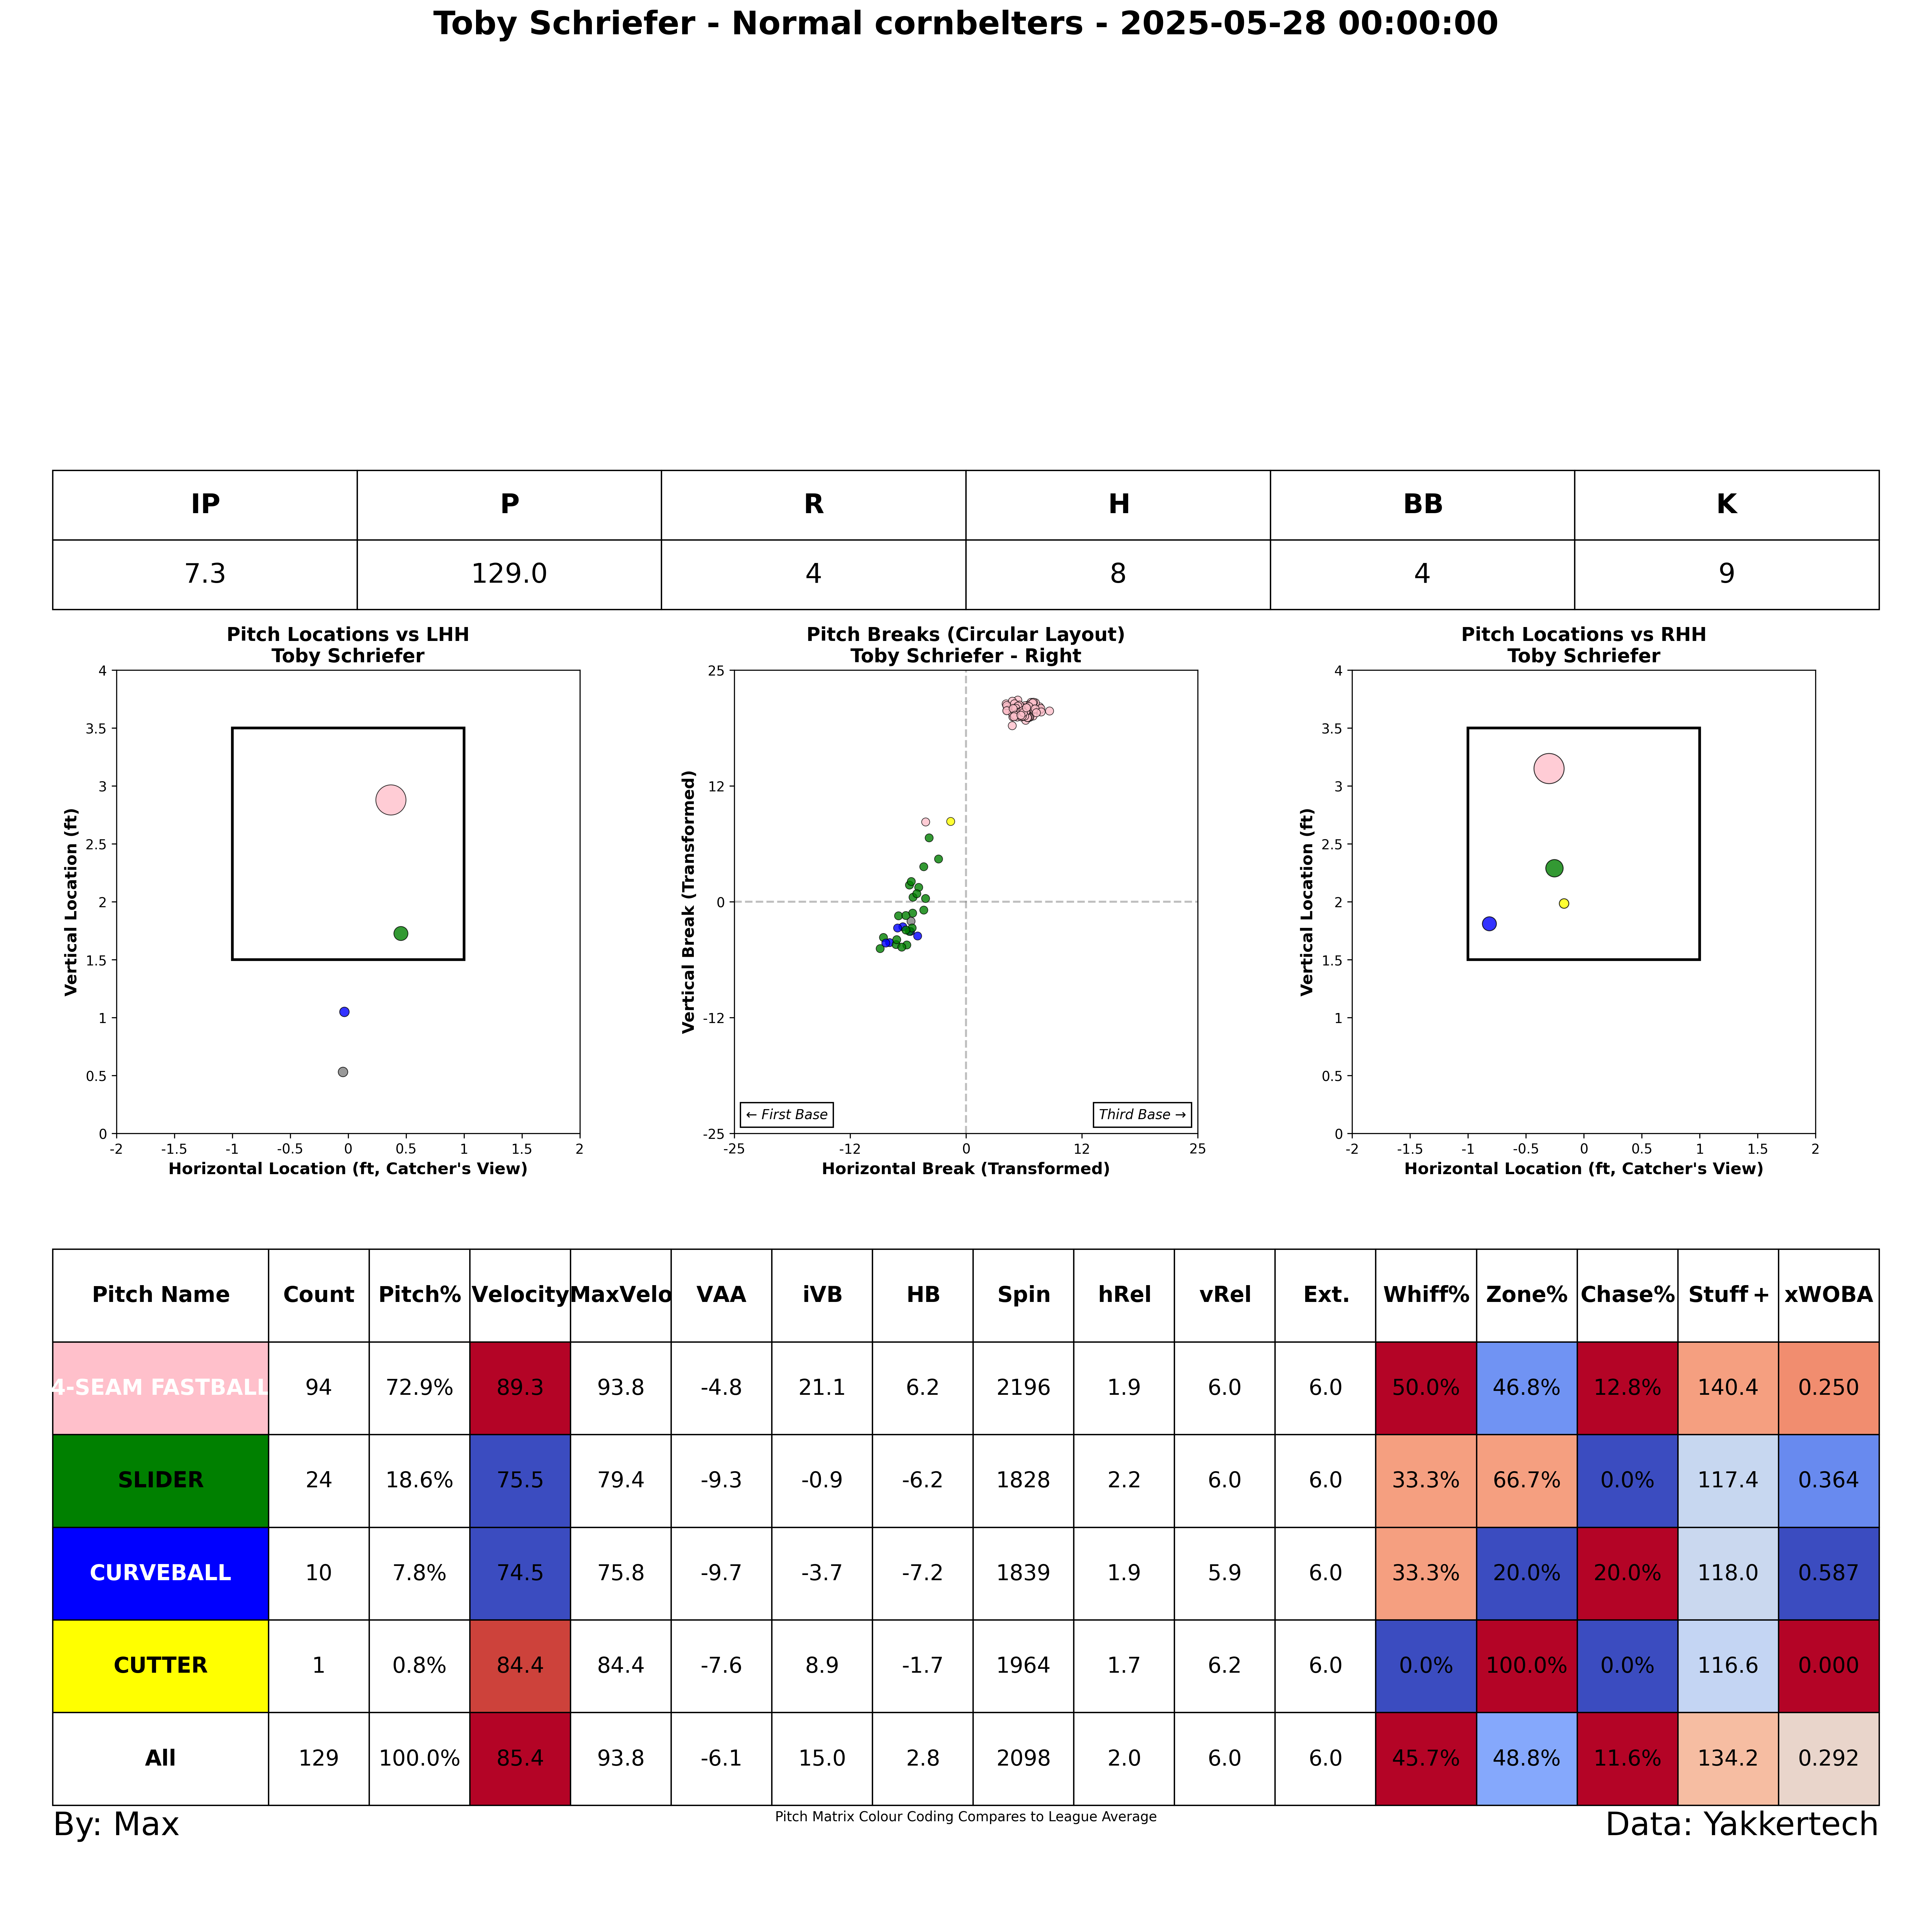 Toby Schriefer - Normal cornbelters - 2025-05-28 00:00:00
IP P R H BB K
7.3 129.0 4 8 4 9
Pitch Locations vs LHH
Toby Schriefer
4
3.5
3
2.5
2
1.5
1
0.5
0
-2 -1.5 -1 -0.5 0 0.5 1 1.5 2
Vertical Location (ft)
Horizontal Location (ft, Catcher's View)
Pitch Breaks (Circular Layout)
Toby Schriefer - Right
25
12
0
-12
-25
-25 -12 0 12 25
Vertical Break (Transformed)
← First Base
Third Base →
Horizontal Break (Transformed)
Pitch Locations vs RHH
Toby Schriefer
4
3.5
3
2.5
2
1.5
1
0.5
0
-2 -1.5 -1 -0.5 0 0.5 1 1.5 2
Vertical Location (ft)
Horizontal Location (ft, Catcher's View)
Pitch Name Count Pitch% Velocity MaxVelo VAA iVB HB Spin hRel vRel Ext. Whiff% Zone% Chase% Stuff+ xWOBA
4-SEAM FASTBALL 94 72.9% 89.3 93.8 -4.8 21.1 6.2 2196 1.9 6.0 6.0 50.0% 46.8% 12.8% 140.4 0.250
SLIDER 24 18.6% 75.5 79.4 -9.3 -0.9 -6.2 1828 2.2 6.0 6.0 33.3% 66.7% 0.0% 117.4 0.364
CURVEBALL 10 7.8% 74.5 75.8 -9.7 -3.7 -7.2 1839 1.9 5.9 6.0 33.3% 20.0% 20.0% 118.0 0.587
CUTTER 1 0.8% 84.4 84.4 -7.6 8.9 -1.7 1964 1.7 6.2 6.0 0.0% 100.0% 0.0% 116.6 0.000
All 129 100.0% 85.4 93.8 -6.1 15.0 2.8 2098 2.0 6.0 6.0 45.7% 48.8% 11.6% 134.2 0.292
By: Max
Pitch Matrix Colour Coding Compares to League Average
Data: Yakkertech